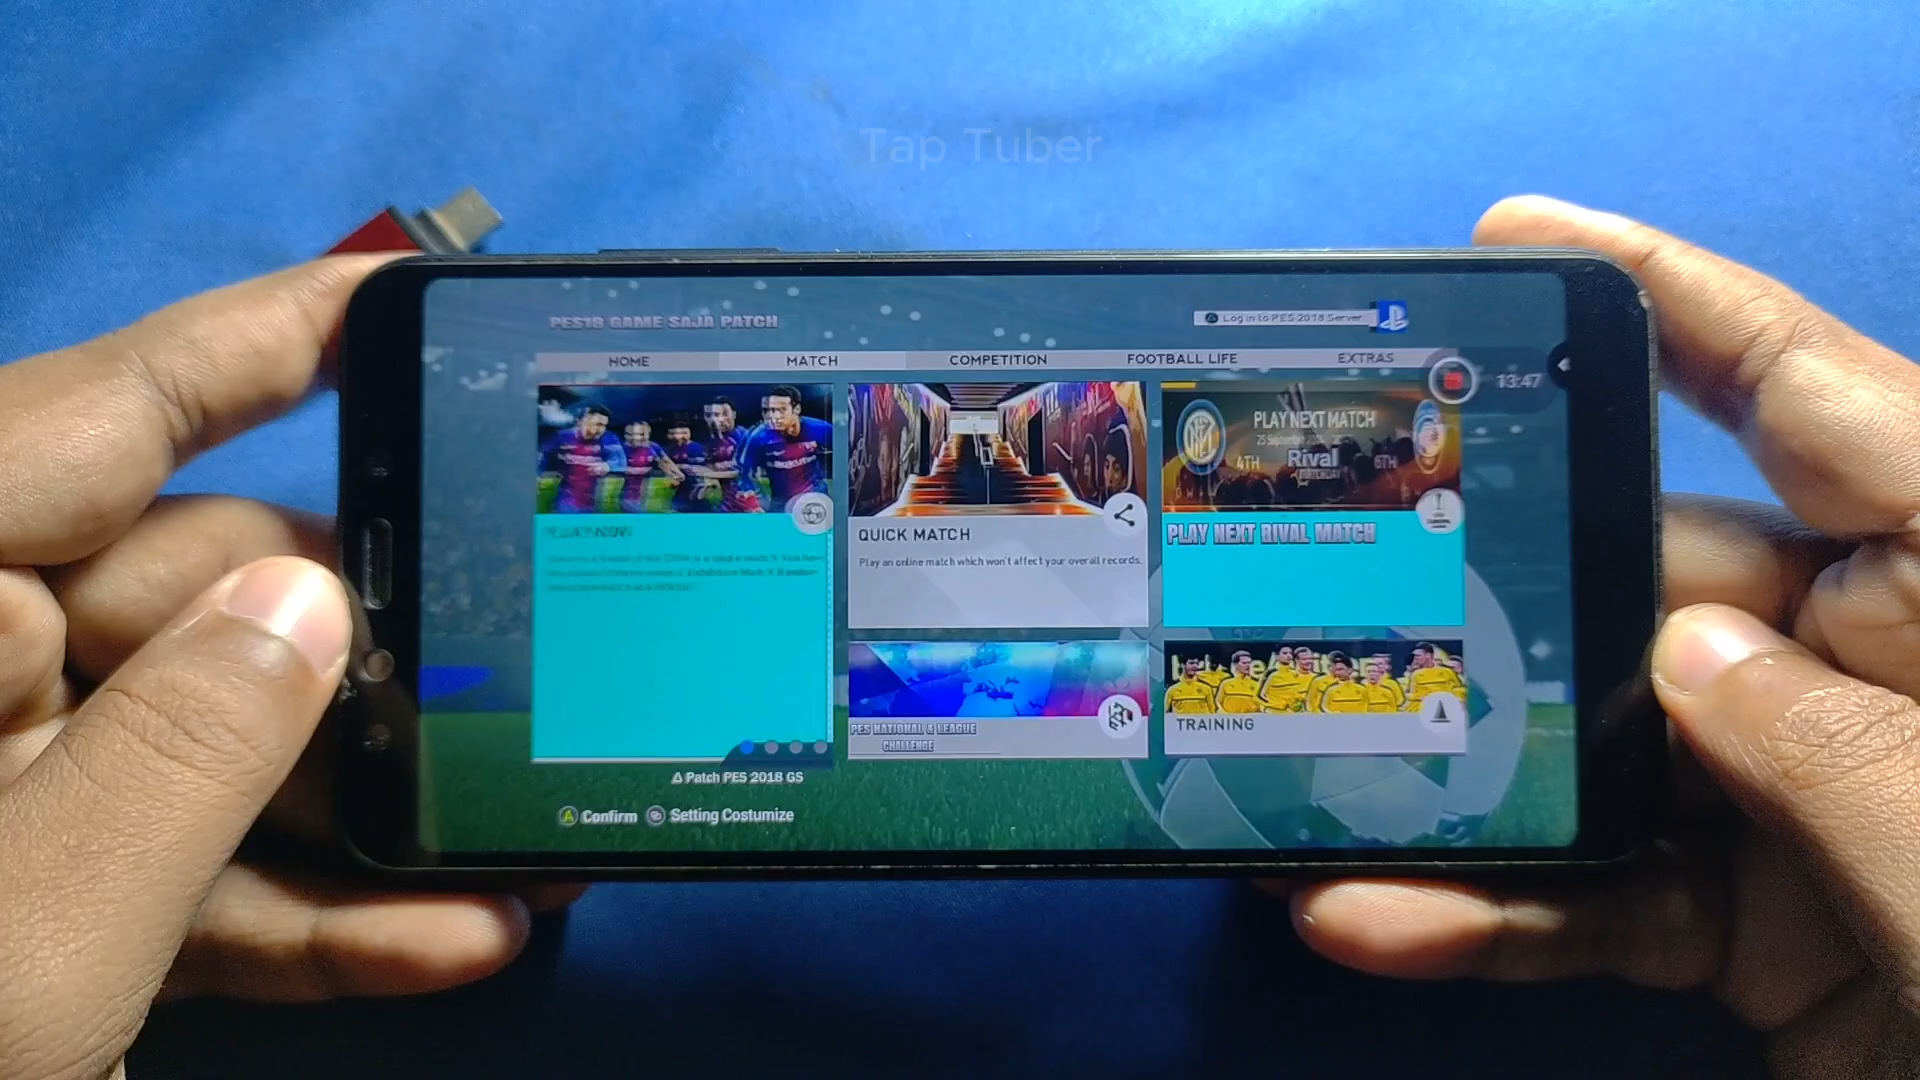 Tap Tuber
PES18 GAME SAJA PATCH
Log in to PES 2018 Server
HOME MATCH COMPETITION FOOTBALL LIFE EXTRAS
13:47
PLAY NEXT MATCH
4TH Rival 6TH
QUICK MATCH
Play an online match which won't affect your overall records.
PLAY NEXT RIVAL MATCH
PES NATIONAL & LEAGUE
CHALLENGE
TRAINING
Patch PES 2018 GS
A Confirm Setting Costumize